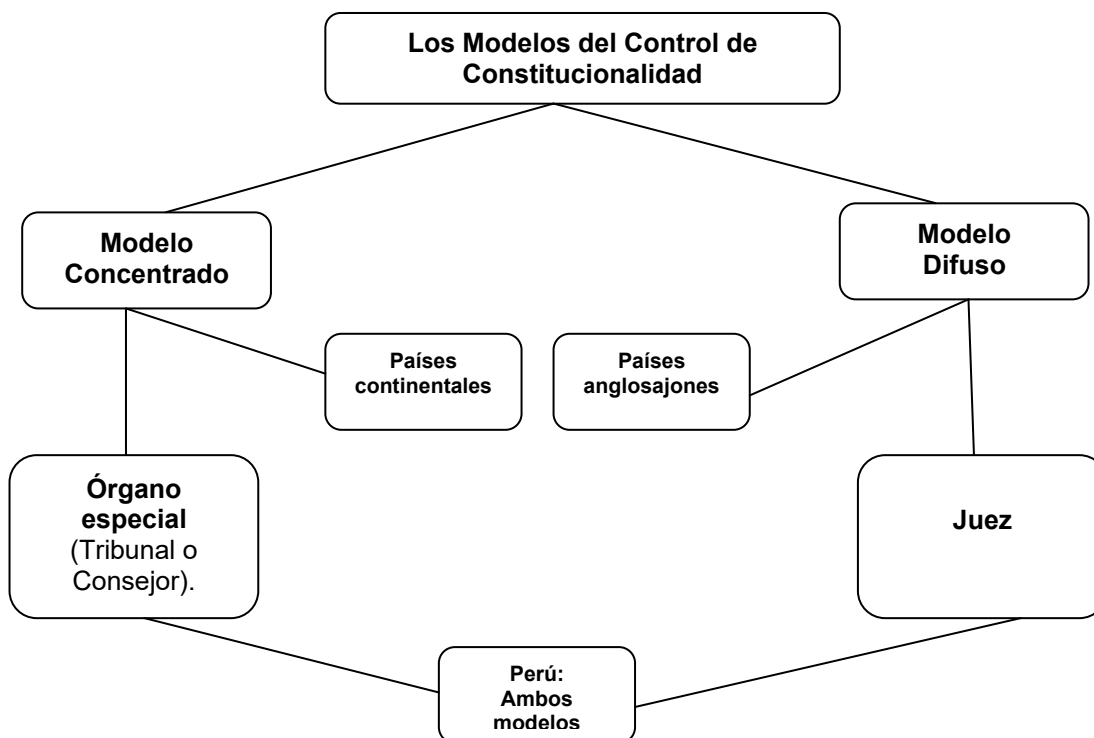 Los Modelos del Control de
Constitucionalidad
Modelo
Concentrado
Modelo
Difuso
Países
continentales
Países
anglosajones
Órgano
especial
(Tribunal o
Consejor).
Juez
Perú:
Ambos
modelos